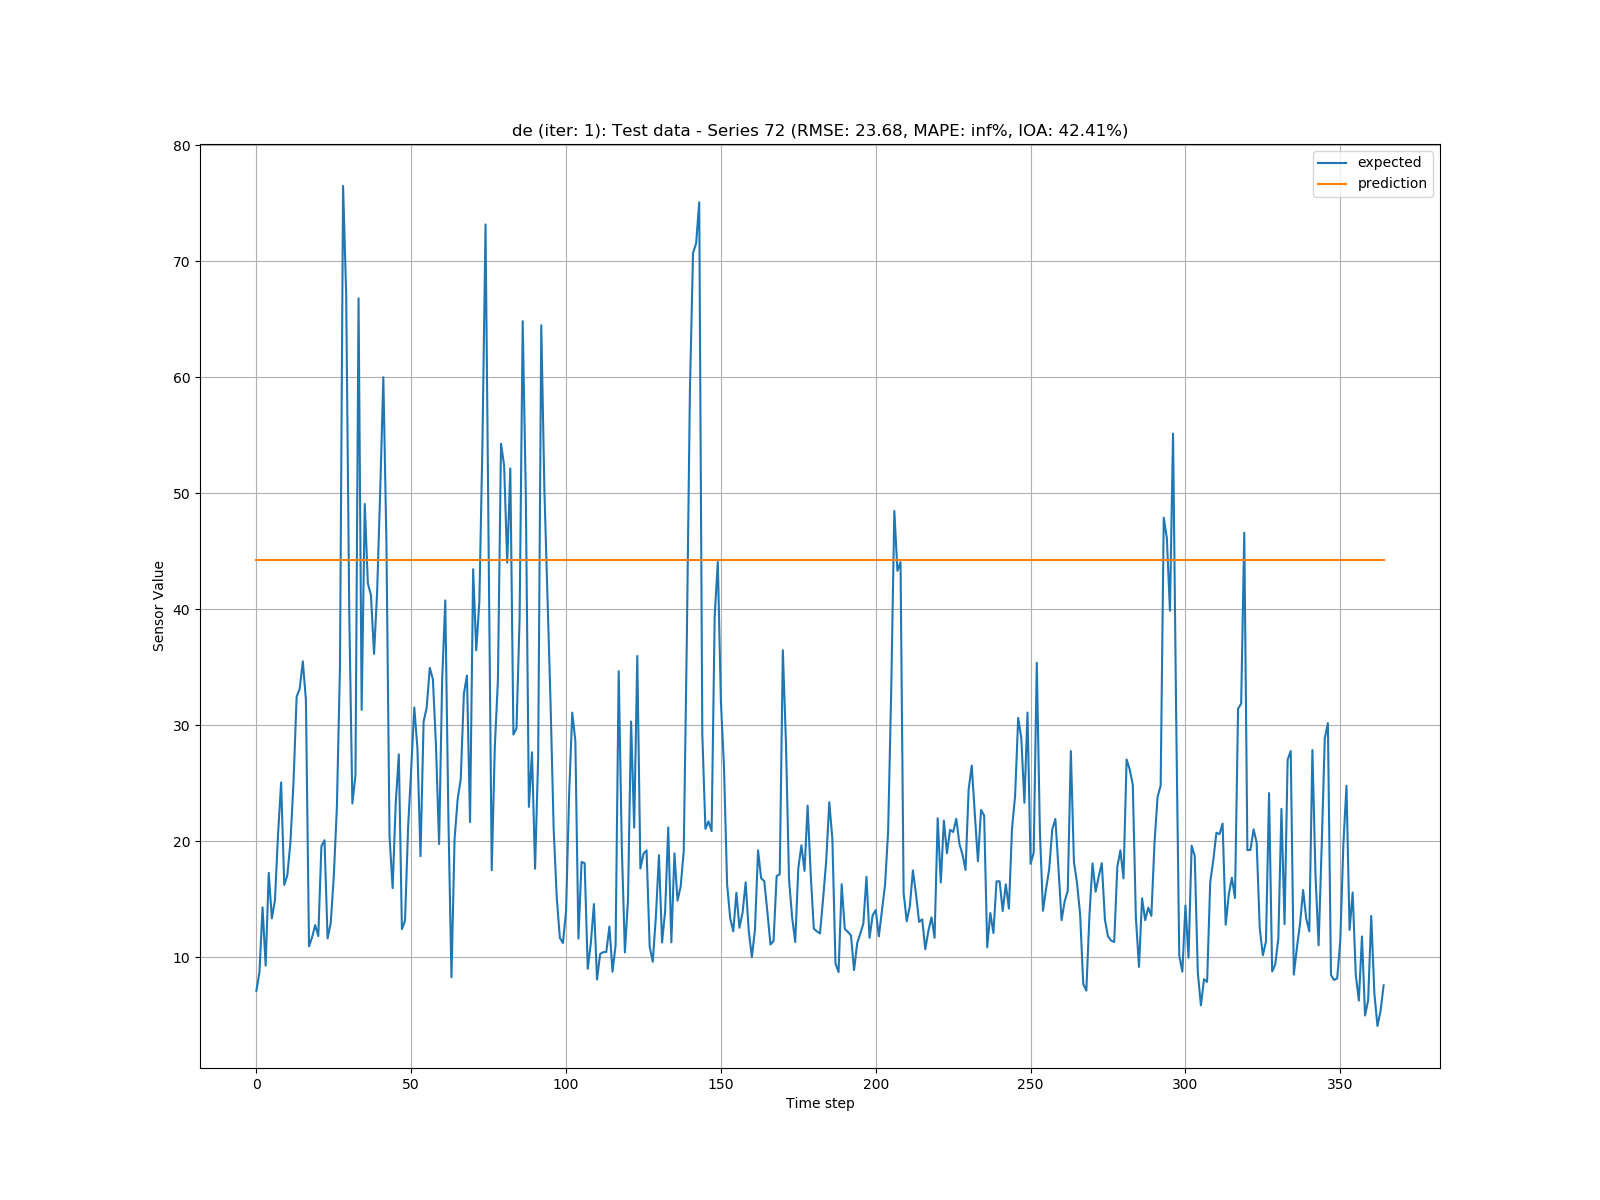 de (iter: 1): Test data - Series 72 (RMSE: 23.68, MAPE: inf%, IOA: 42.41%)
expected
prediction
80
70
60
50
40
30
20
10
Sensor Value
0 50 100 150 200 250 300 350
Time step